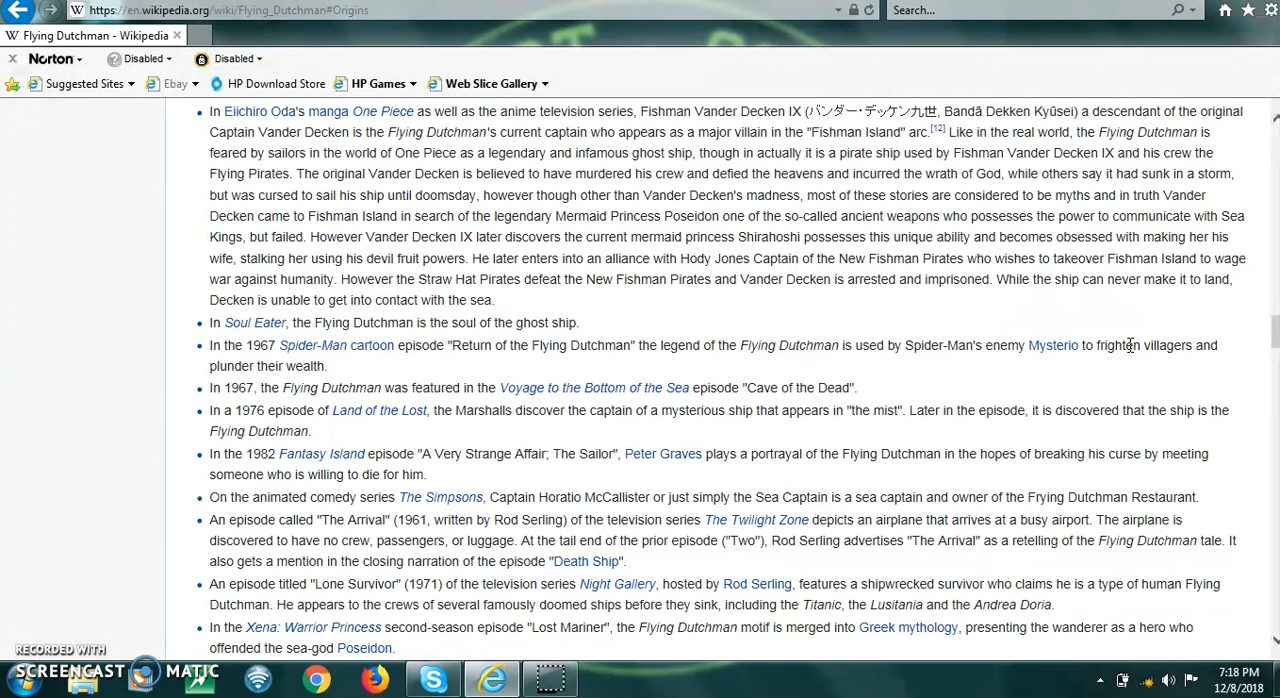 https://en.wikipedia.org/wiki/Flying_Dutchman#Origins
Search...
W Flying Dutchman - Wikipedia
Norton
Disabled
Disabled
Suggested Sites
Ebay
HP Download Store
HP Games
Web Slice Gallery
In Eiichiro Oda's manga One Piece as well as the anime television series, Fishman Vander Decken IX (バンダー・デッケン九世, Bandā Dekken Kyūsei) a descendant of the original
Captain Vander Decken is the Flying Dutchman's current captain who appears as a major villain in the "Fishman Island" arc.[12] Like in the real world, the Flying Dutchman is
feared by sailors in the world of One Piece as a legendary and infamous ghost ship, though in actually it is a pirate ship used by Fishman Vander Decken IX and his crew the
Flying Pirates. The original Vander Decken is believed to have murdered his crew and defied the heavens and incurred the wrath of God, while others say it had sunk in a storm,
but was cursed to sail his ship until doomsday, however though other than Vander Decken's madness, most of these stories are considered to be myths and in truth Vander
Decken came to Fishman Island in search of the legendary Mermaid Princess Poseidon one of the so-called ancient weapons who possesses the power to communicate with Sea
Kings, but failed. However Vander Decken IX later discovers the current mermaid princess Shirahoshi possesses this unique ability and becomes obsessed with making her his
wife, stalking her using his devil fruit powers. He later enters into an alliance with Hody Jones Captain of the New Fishman Pirates who wishes to takeover Fishman Island to wage
war against humanity. However the Straw Hat Pirates defeat the New Fishman Pirates and Vander Decken is arrested and imprisoned. While the ship can never make it to land,
Decken is unable to get into contact with the sea.
In Soul Eater, the Flying Dutchman is the soul of the ghost ship.
In the 1967 Spider-Man cartoon episode "Return of the Flying Dutchman" the legend of the Flying Dutchman is used by Spider-Man's enemy Mysterio to frighten villagers and
plunder their wealth.
In 1967, the Flying Dutchman was featured in the Voyage to the Bottom of the Sea episode "Cave of the Dead".
In a 1976 episode of Land of the Lost, the Marshalls discover the captain of a mysterious ship that appears in "the mist". Later in the episode, it is discovered that the ship is the
Flying Dutchman.
In the 1982 Fantasy Island episode "A Very Strange Affair; The Sailor", Peter Graves plays a portrayal of the Flying Dutchman in the hopes of breaking his curse by meeting
someone who is willing to die for him.
On the animated comedy series The Simpsons, Captain Horatio McCallister or just simply the Sea Captain is a sea captain and owner of the Frying Dutchman Restaurant.
An episode called "The Arrival" (1961, written by Rod Serling) of the television series The Twilight Zone depicts an airplane that arrives at a busy airport. The airplane is
discovered to have no crew, passengers, or luggage. At the tail end of the prior episode ("Two"), Rod Serling advertises "The Arrival" as a retelling of the Flying Dutchman tale. It
also gets a mention in the closing narration of the episode "Death Ship".
An episode titled "Lone Survivor" (1971) of the television series Night Gallery, hosted by Rod Serling, features a shipwrecked survivor who claims he is a type of human Flying
Dutchman. He appears to the crews of several famously doomed ships before they sink, including the Titanic, the Lusitania and the Andrea Doria.
In the Xena: Warrior Princess second-season episode "Lost Mariner", the Flying Dutchman motif is merged into Greek mythology, presenting the wanderer as a hero who
offended the sea-god Poseidon.
RECORDED WITH
SCREENCAST MATIC
7:18 PM
12/8/2018